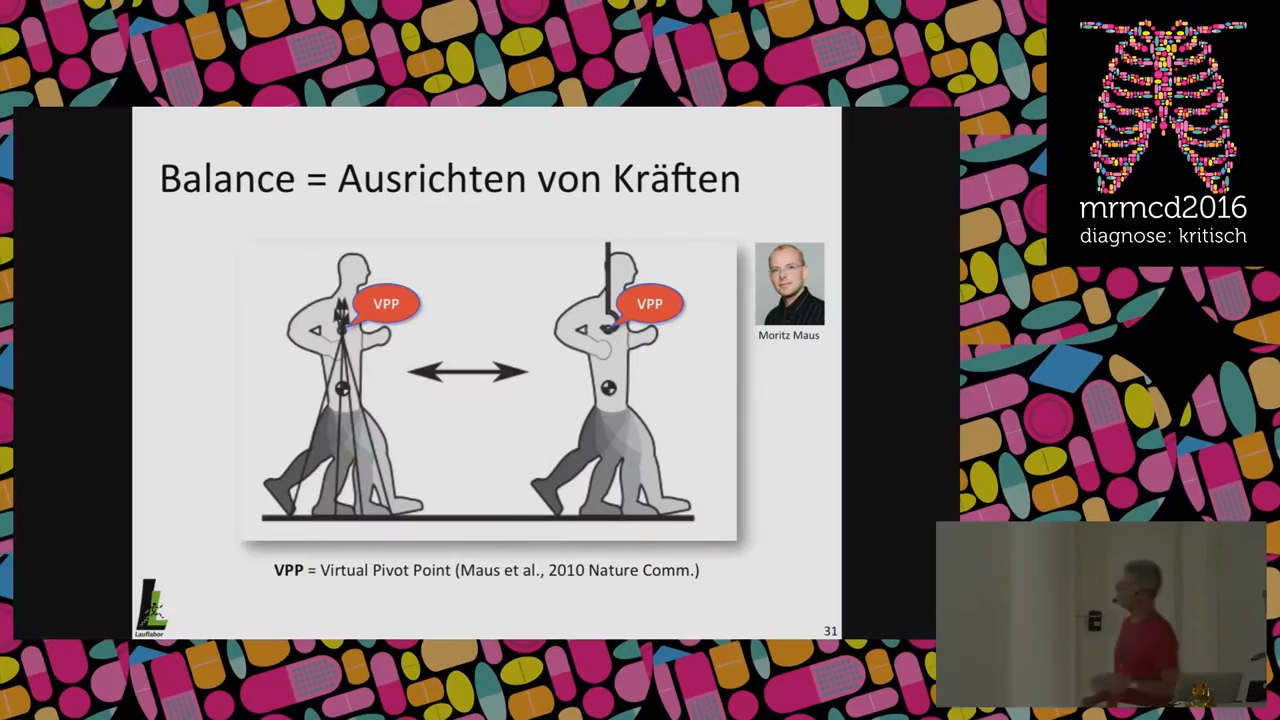 Balance = Ausrichten von Kräften
VPP
VPP
Moritz Maus
VPP = Virtual Pivot Point (Maus et al., 2010 Nature Comm.)
Lauflabor
31
mrmcd2016
diagnose: kritisch